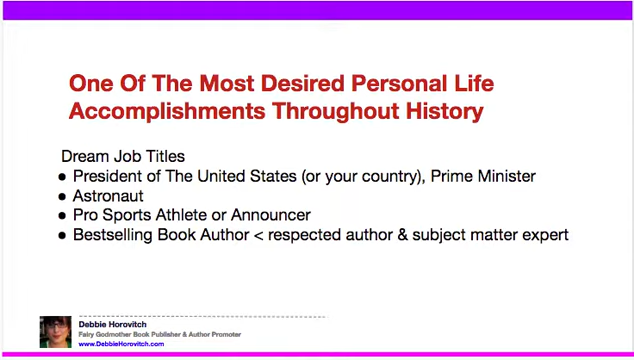 One Of The Most Desired Personal Life
Accomplishments Throughout History
Dream Job Titles
● President of The United States (or your country), Prime Minister
● Astronaut
● Pro Sports Athlete or Announcer
● Bestselling Book Author < respected author & subject matter expert
Debbie Horovitch
Fairy Godmother Book Publisher & Author Promoter
www.DebbieHorovitch.com